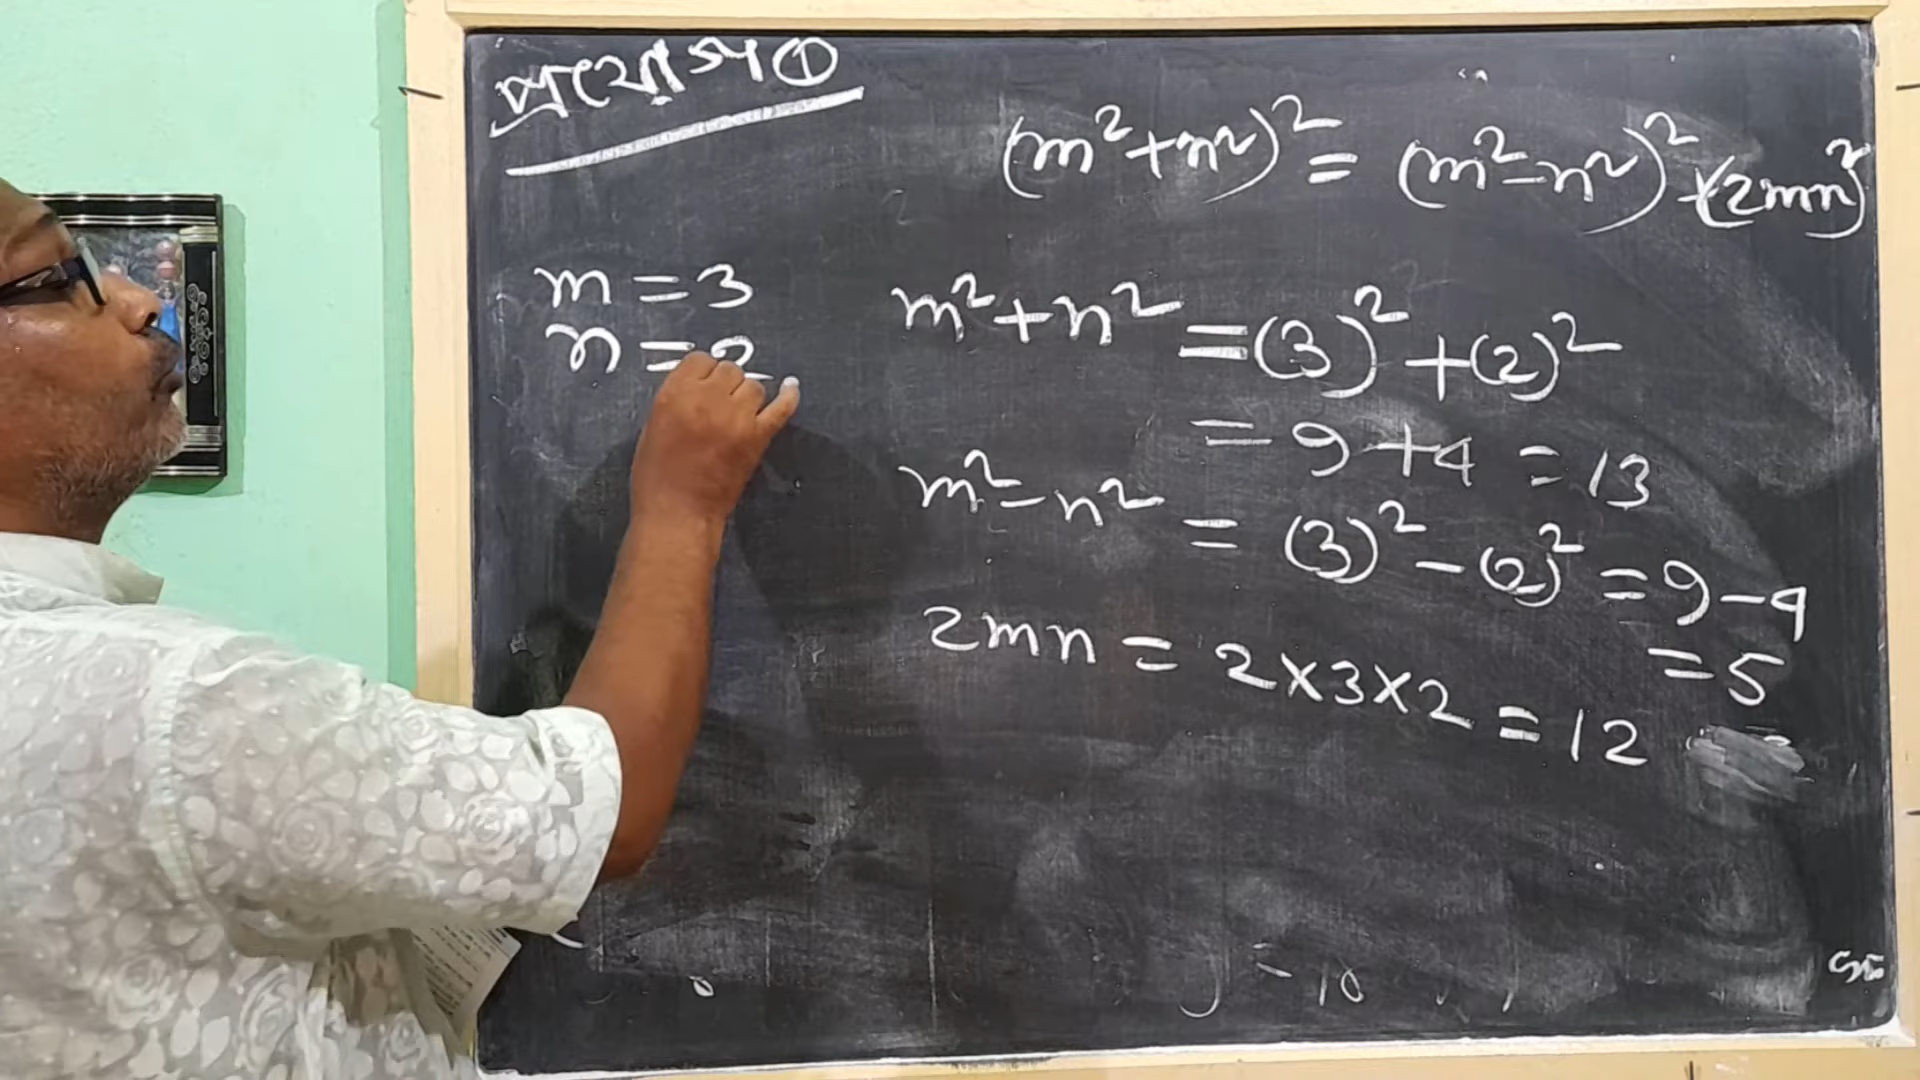 প্রয়োগ ①
(m²+n²)² = (m²-n²)²+(2mn)²
m = 3
n = 2
m²+n² = (3)²+(2)²
= 9+4 = 13
m²-n² = (3)²-(2)² = 9-4
= 5
2mn = 2×3×2 = 12
= 10